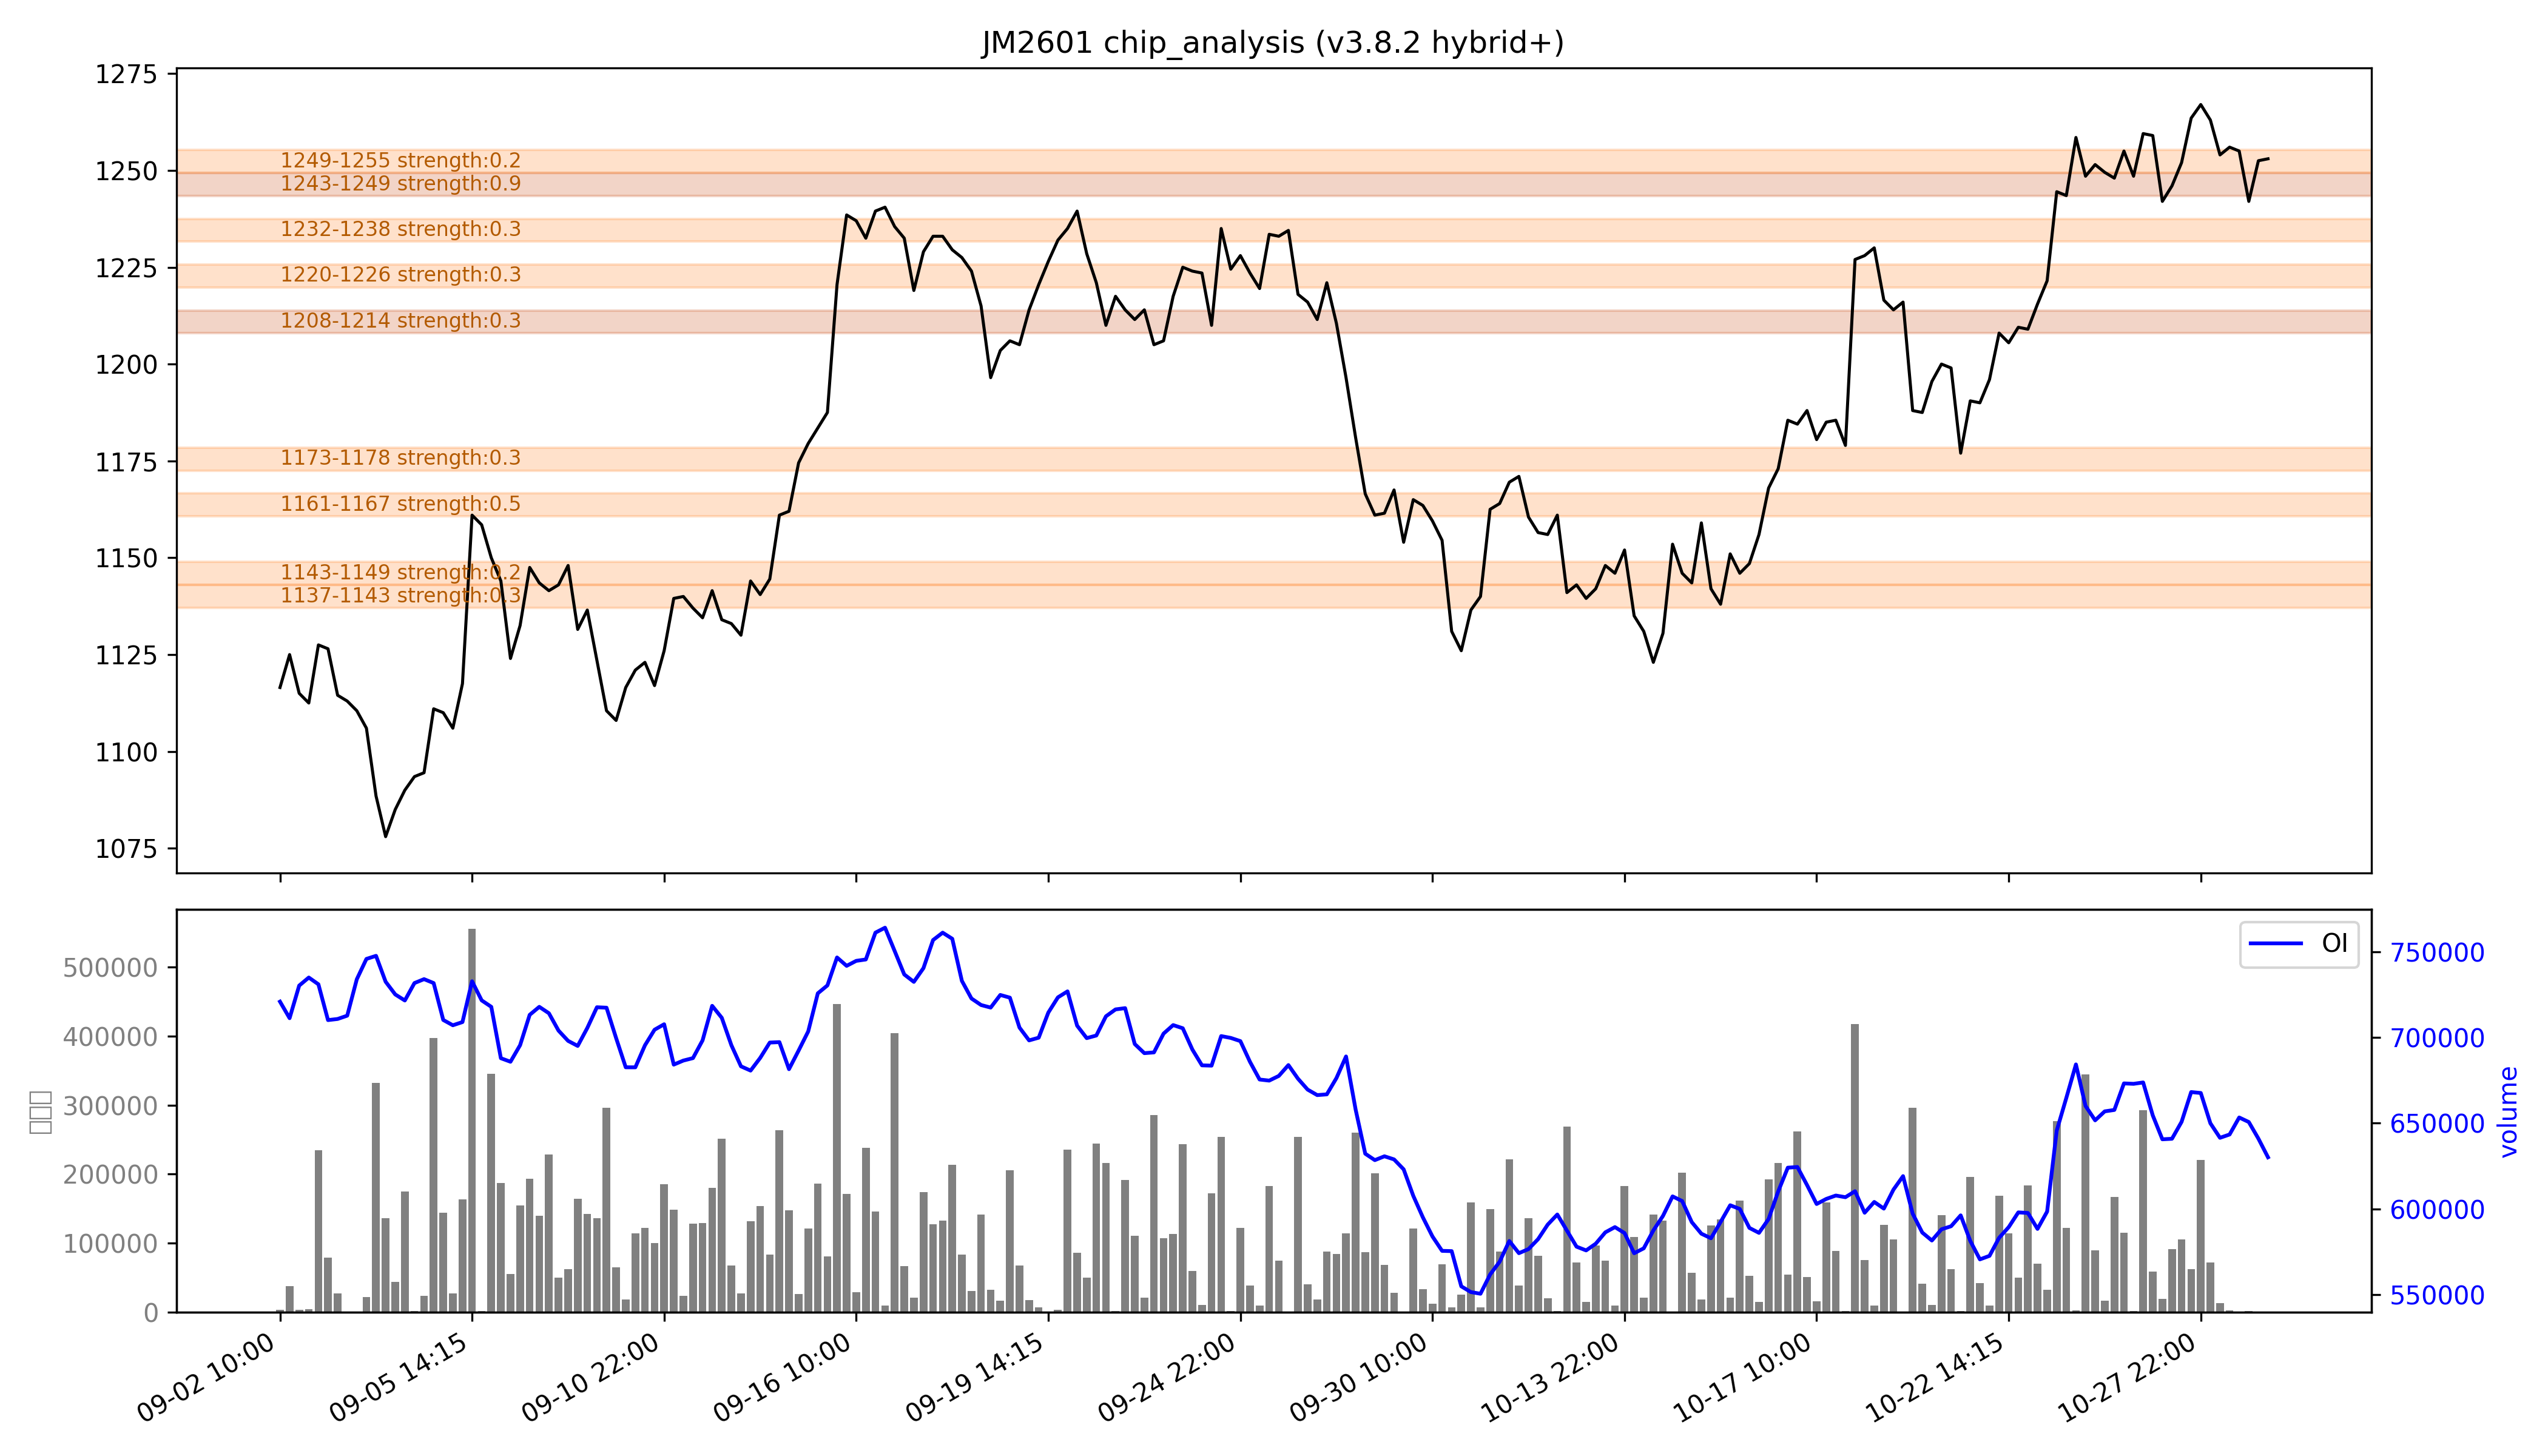 JM2601 chip_analysis (v3.8.2 hybrid+)
1275
1250
1225
1200
1175
1150
1125
1100
1075
1249-1255 strength:0.2
1243-1249 strength:0.9
1232-1238 strength:0.3
1220-1226 strength:0.3
1208-1214 strength:0.3
1173-1178 strength:0.3
1161-1167 strength:0.5
1143-1149 strength:0.2
1137-1143 strength:0.3
500000
400000
300000
200000
100000
0
OI
750000
700000
650000
600000
550000
volume
09-02 10:00
09-05 14:15
09-10 22:00
09-16 10:00
09-19 14:15
09-24 22:00
09-30 10:00
10-13 22:00
10-17 10:00
10-22 14:15
10-27 22:00